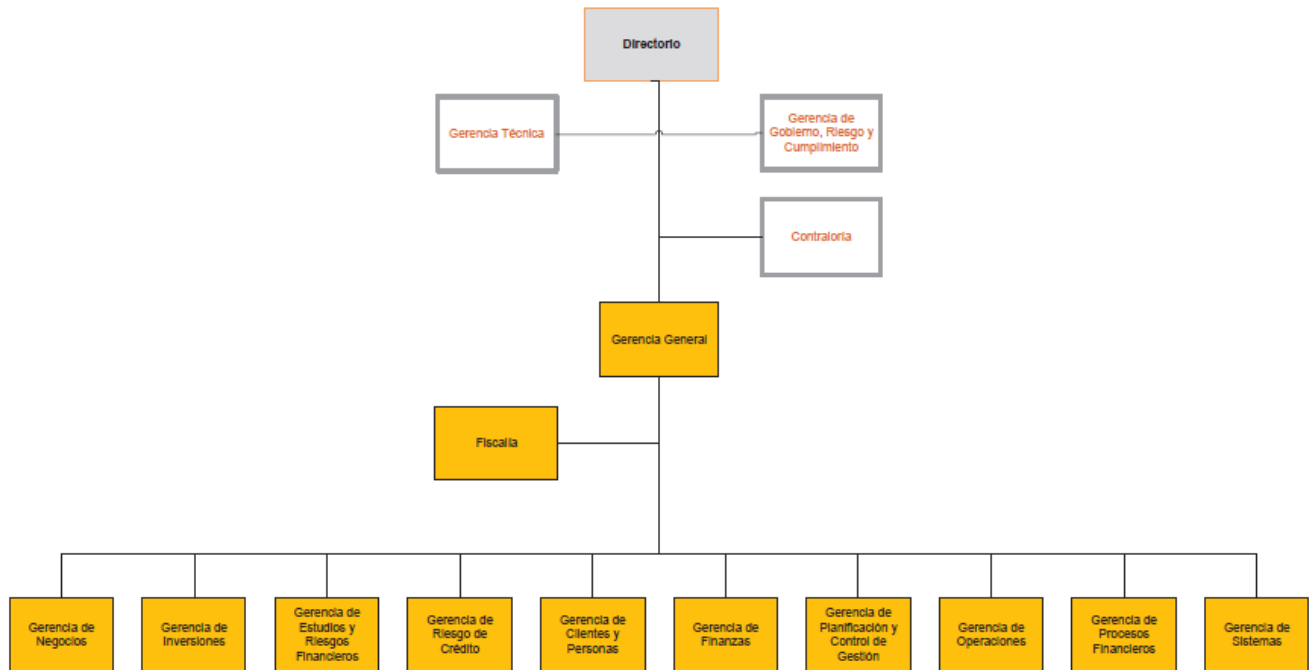 Directorio
Gerencia Técnica
Gerencia de
Gobierno, Riesgo y
Cumplimiento
Contraloría
Gerencia General
Fiscalía
Gerencia de
Negocios
Gerencia de
Inversiones
Gerencia de
Estudios y
Riesgos
Financieros
Gerencia de
Riesgo de
Crédito
Gerencia de
Clientes y
Personas
Gerencia de
Finanzas
Gerencia de
Planificación y
Control de
Gestión
Gerencia de
Operaciones
Gerencia de
Procesos
Financieros
Gerencia de
Sistemas